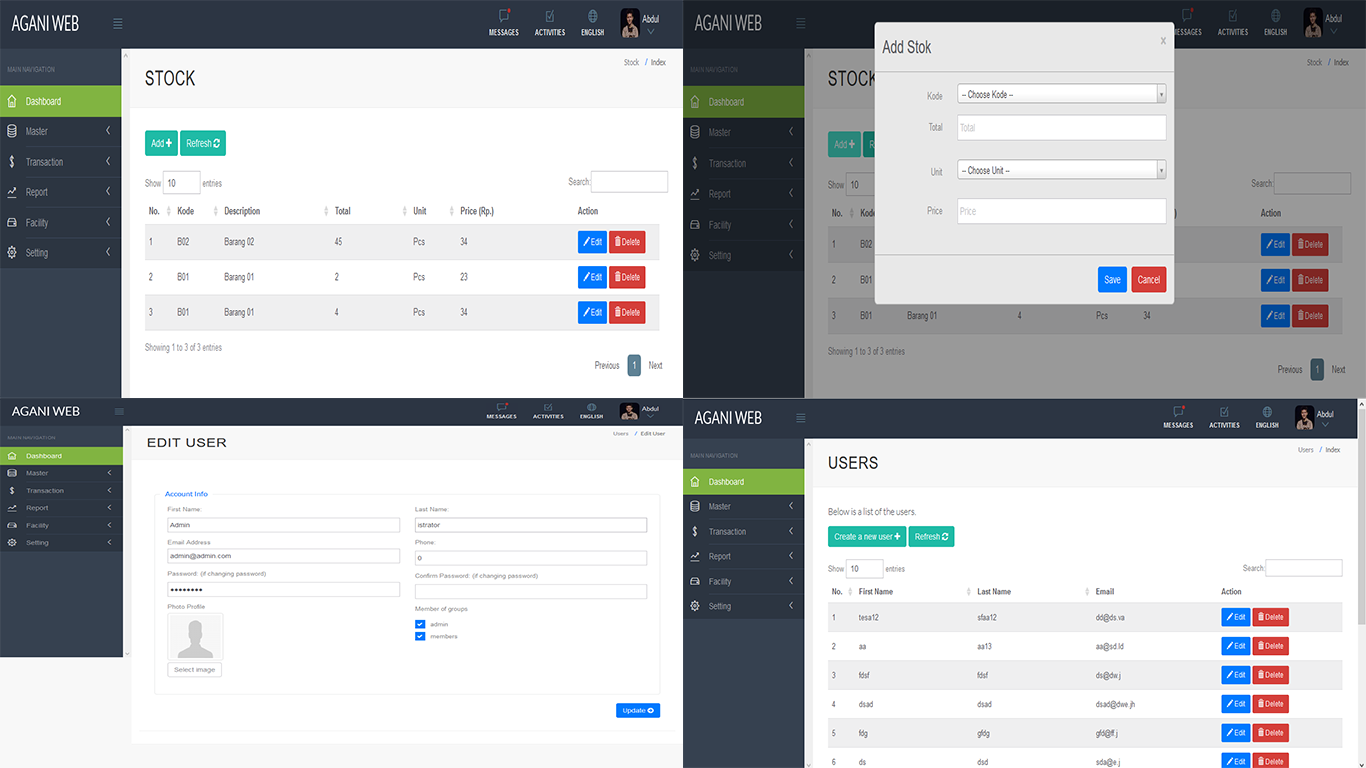 AGANI WEB
MESSAGES ACTIVITIES ENGLISH Abdul
MAIN NAVIGATION
Dashboard
Master
Transaction
Report
Facility
Setting
Stock / Index
STOCK
Add Refresh
Show 10 entries Search:
No. Kode Description Total Unit Price (Rp.) Action
1 B02 Barang 02 45 Pcs 34 Edit Delete
2 B01 Barang 01 2 Pcs 23 Edit Delete
3 B01 Barang 01 4 Pcs 34 Edit Delete
Showing 1 to 3 of 3 entries
Previous 1 Next
AGANI WEB
MESSAGES ACTIVITIES ENGLISH Abdul
MAIN NAVIGATION
Dashboard
Master
Transaction
Report
Facility
Setting
Stock / Index
STOCK
Add
Show 10 Search:
No. Kode Action
1 B02 Edit Delete
2 B01 Edit Delete
3 B01 Barang 01 4 Pcs 34 Edit Delete
Showing 1 to 3 of 3 entries
Previous 1 Next
Add Stok x
Kode -- Choose Kode --
Total Total
Unit -- Choose Unit --
Price Price
Save Cancel
AGANI WEB
MESSAGES ACTIVITIES ENGLISH Abdul
MAIN NAVIGATION
Dashboard
Master
Transaction
Report
Facility
Setting
Users / Edit User
EDIT USER
Account Info
First Name: Last Name:
Admin istrator
Email Address Phone:
admin@admin.com 0
Password: (if changing password) Confirm Password: (if changing password)
••••••••
Photo Profile Member of groups
admin
members
Select image
Update
AGANI WEB
MESSAGES ACTIVITIES ENGLISH Abdul
MAIN NAVIGATION
Dashboard
Master
Transaction
Report
Facility
Setting
Users / Index
USERS
Below is a list of the users.
Create a new user Refresh
Show 10 entries Search:
No. First Name Last Name Email Action
1 tesa12 sfaa12 dd@ds.va Edit Delete
2 aa aa13 aa@sd.ld Edit Delete
3 fdsf fdsf ds@dw.j Edit Delete
4 dsad dsad dsad@dwe.jh Edit Delete
5 fdg gfdg gfd@ff.j Edit Delete
6 ds dsd sda@e.j Edit Delete